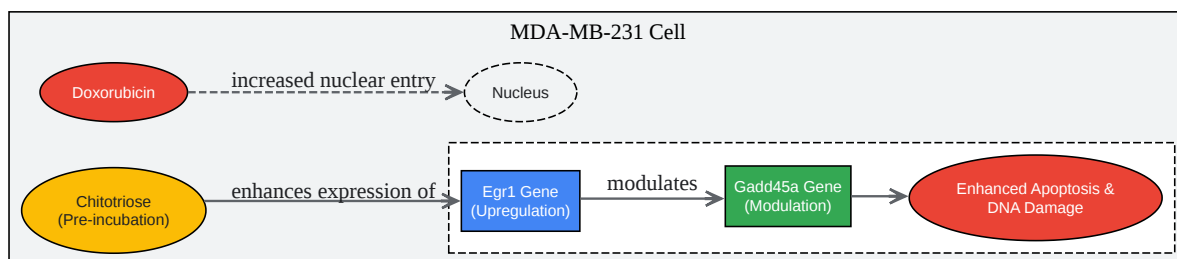 MDA-MB-231 Cell
Doxorubicin
increased nuclear entry
Nucleus
Chitotriose
(Pre-incubation)
enhances expression of
Egr1 Gene
(Upregulation)
modulates
Gadd45a Gene
(Modulation)
Enhanced Apoptosis &
DNA Damage